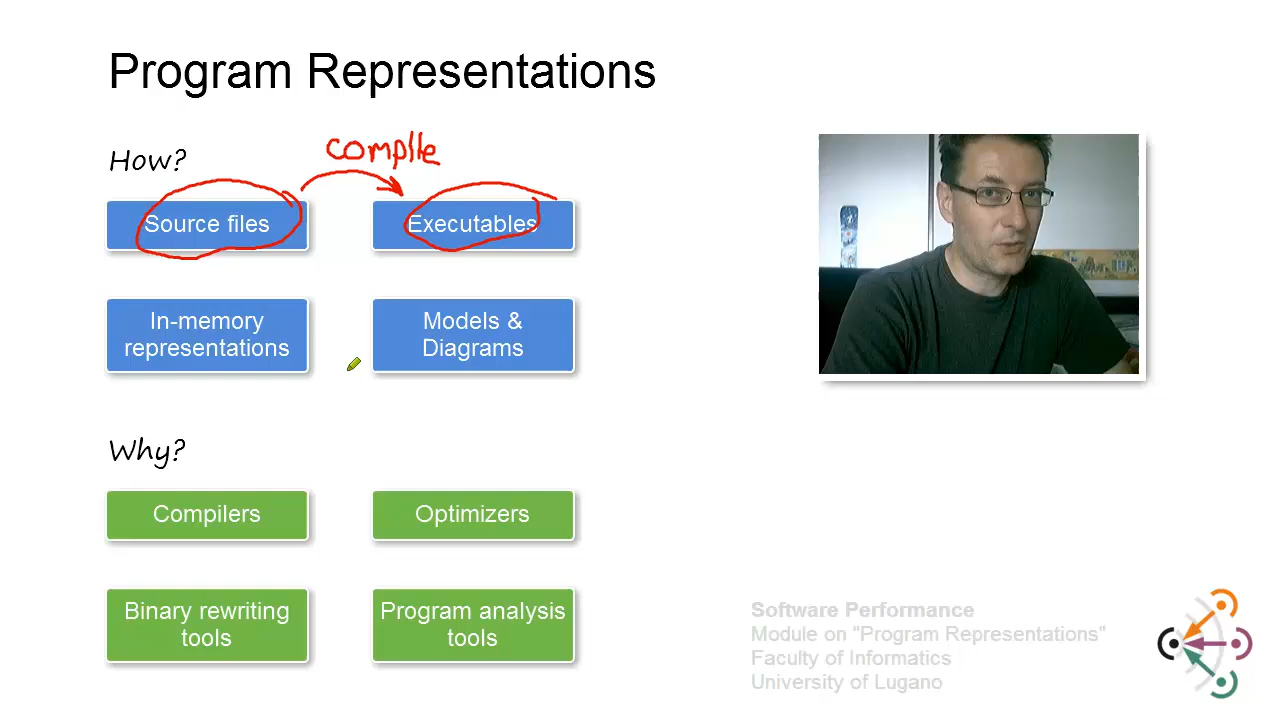 Program Representations
How?
compile
Source files
Executables
In-memory
representations
Models &
Diagrams
Why?
Compilers
Optimizers
Binary rewriting
tools
Program analysis
tools
Software Performance
Module on "Program Representations"
Faculty of Informatics
University of Lugano